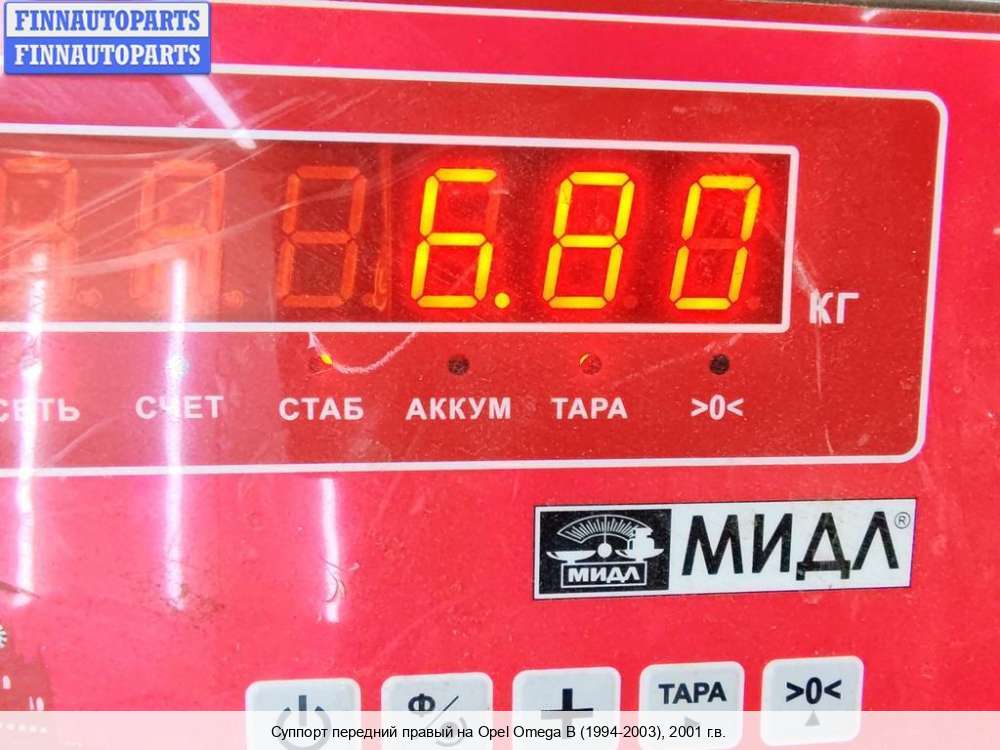 FINNAUTOPARTS
FINNAUTOPARTS
6.80
КГ
СЕТЬ СЧЕТ СТАБ АККУМ ТАРА >0<
МИДЛ МИДЛ®
Ф/ + ТАРА >0<
Суппорт передний правый на Opel Omega B (1994-2003), 2001 г.в.